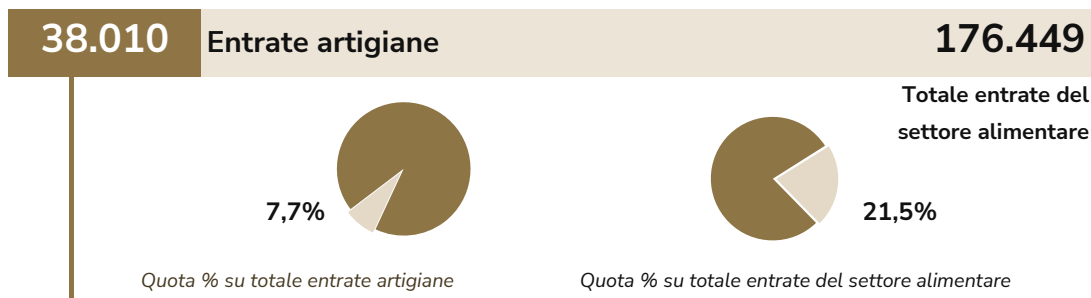 38.010 Entrate artigiane 176.449
Totale entrate del
settore alimentare
7,7%
21,5%
Quota % su totale entrate artigiane
Quota % su totale entrate del settore alimentare